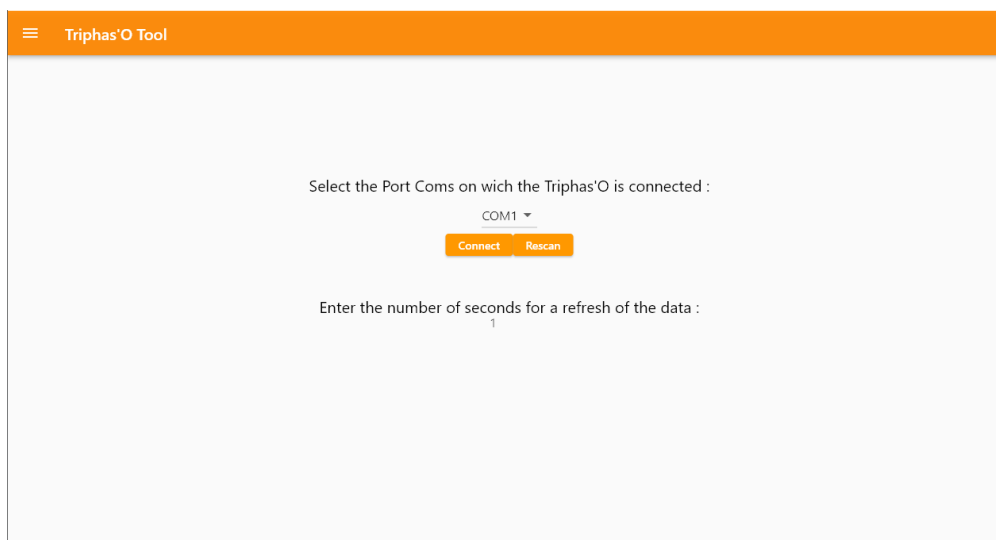 Triphas'O Tool
Select the Port Coms on wich the Triphas'O is connected :
COM1
Connect Rescan
Enter the number of seconds for a refresh of the data :
1